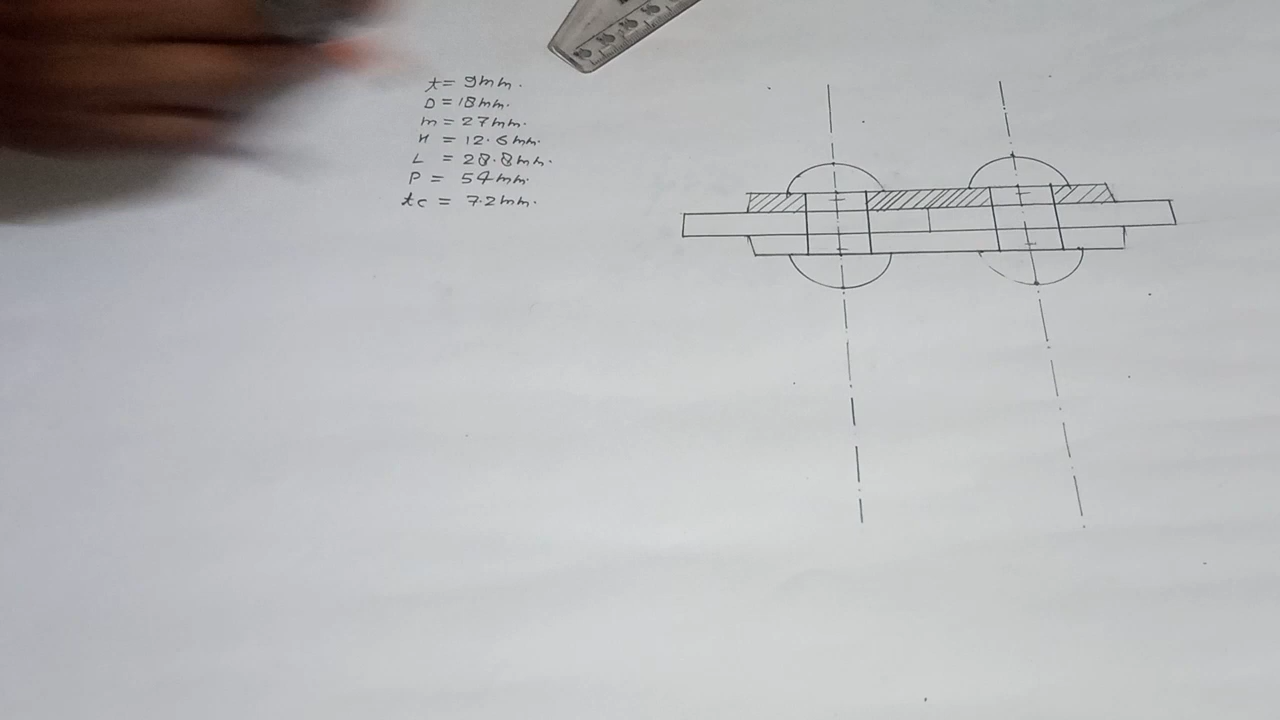 t = 9mm.
D = 18mm.
m = 27mm.
H = 12.6mm.
L = 28.8mm.
P = 54mm.
tc = 7.2mm.